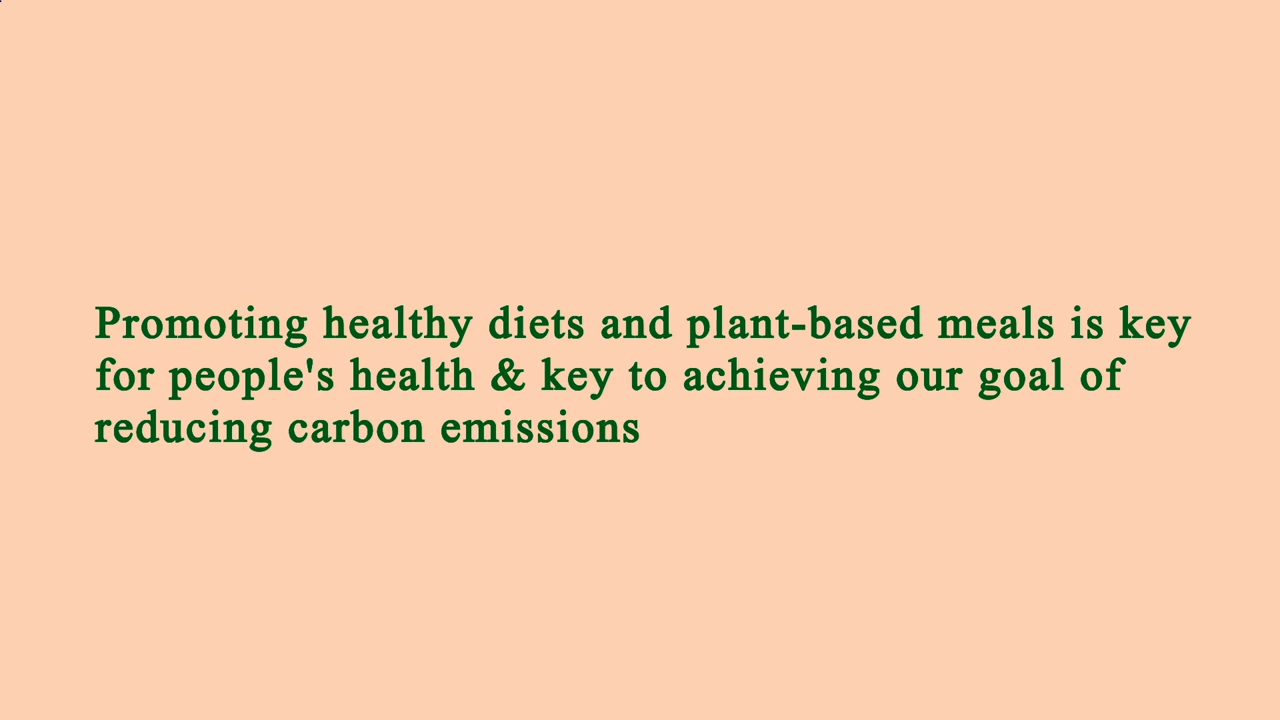 Promoting healthy diets and plant-based meals is key
for people's health & key to achieving our goal of
reducing carbon emissions